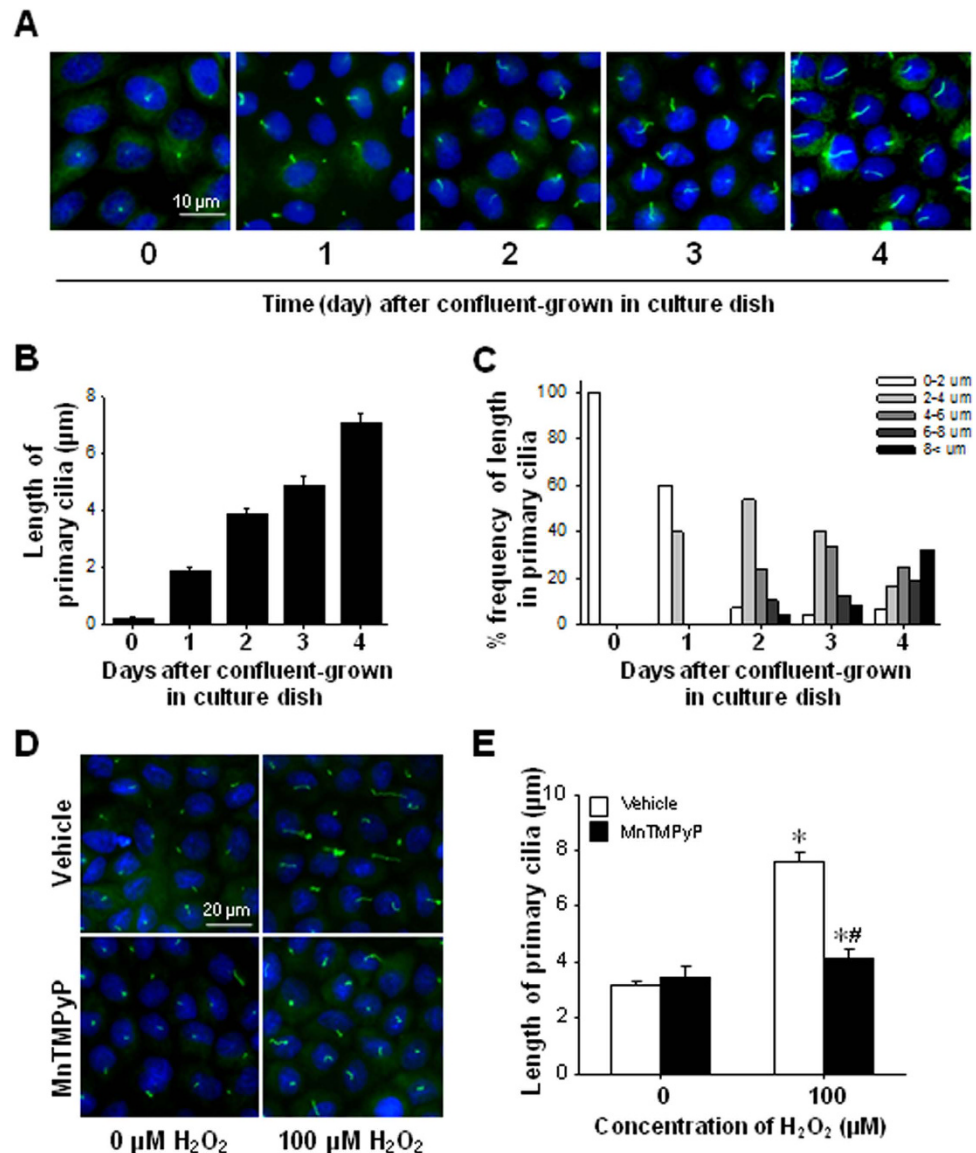 A
10 µm
0 1 2 3 4
Time (day) after confluent-grown in culture dish
B
Length of
primary cilia (µm)
8
6
4
2
0
0 1 2 3 4
Days after confluent-grown
in culture dish
C
% frequency of length
in primary cilia
100
80
60
40
20
0
0-2 um
2-4 um
4-6 um
6-8 um
8< um
0 1 2 3 4
Days after confluent-grown
in culture dish
D
Vehicle
20 µm
MnTMPyP
0 µM H₂O₂ 100 µM H₂O₂
E
Length of primary cilia (µm)
10
8
6
4
2
0
Vehicle
MnTMPyP
*
*#
0 100
Concentration of H₂O₂ (µM)